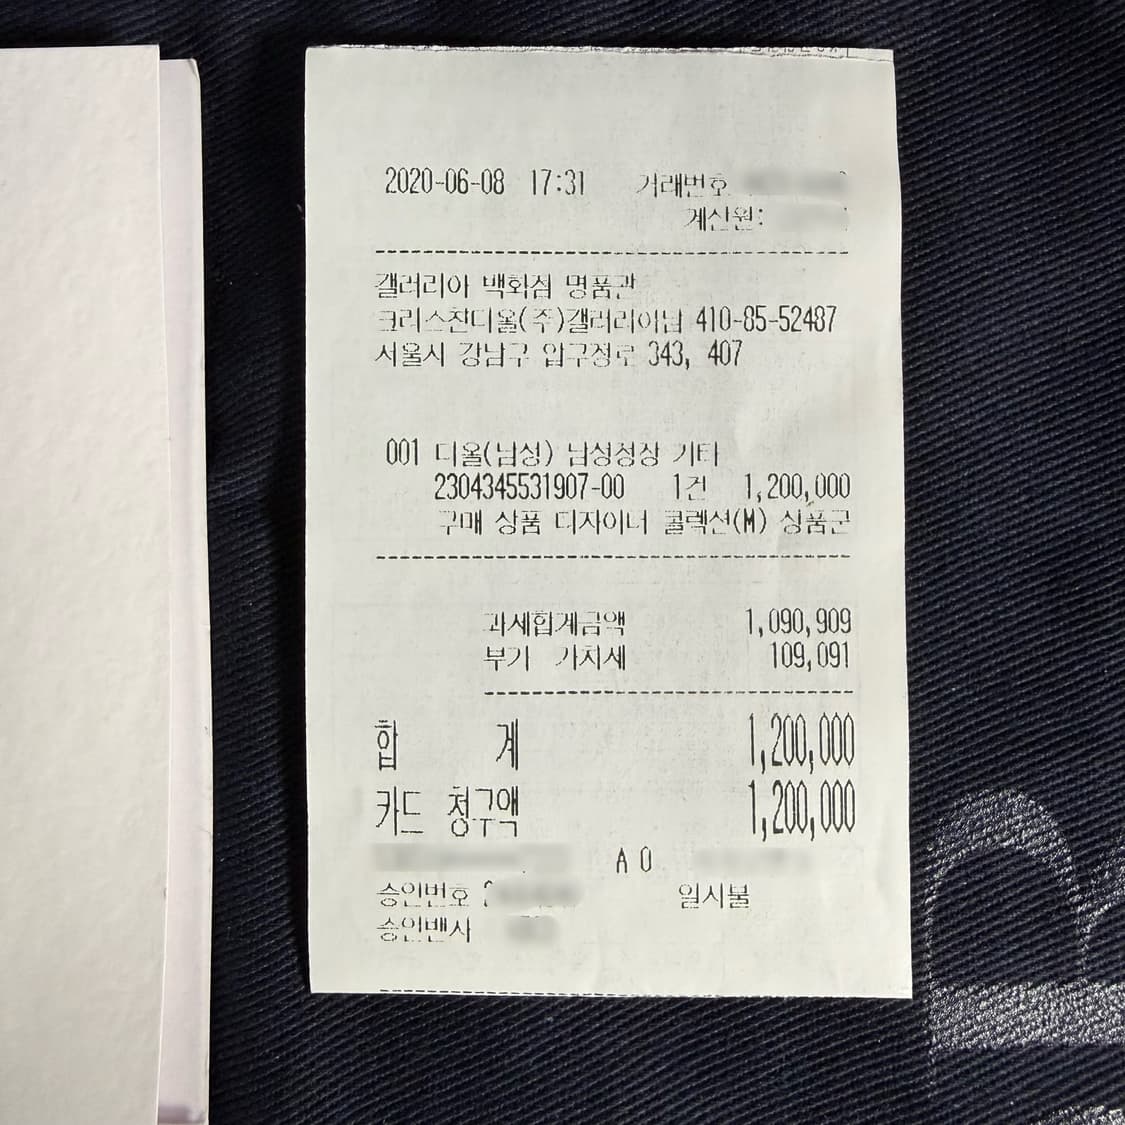 2020-06-08 17:31 거래번호
계산원:
갤러리아 백화점 명품관
크리스찬디올(주)갤러리아남 410-85-52487
서울시 강남구 압구정로 343, 407
001 디올(남성) 남성정장 기타
2304345531907-00 1건 1,200,000
구매 상품 디자이너 콜렉션(M) 상품군
과세합계금액 1,090,909
부가 가치세 109,091
합 계 1,200,000
카드 청구액 1,200,000
A 0
승인번호 일시불
승인밴사